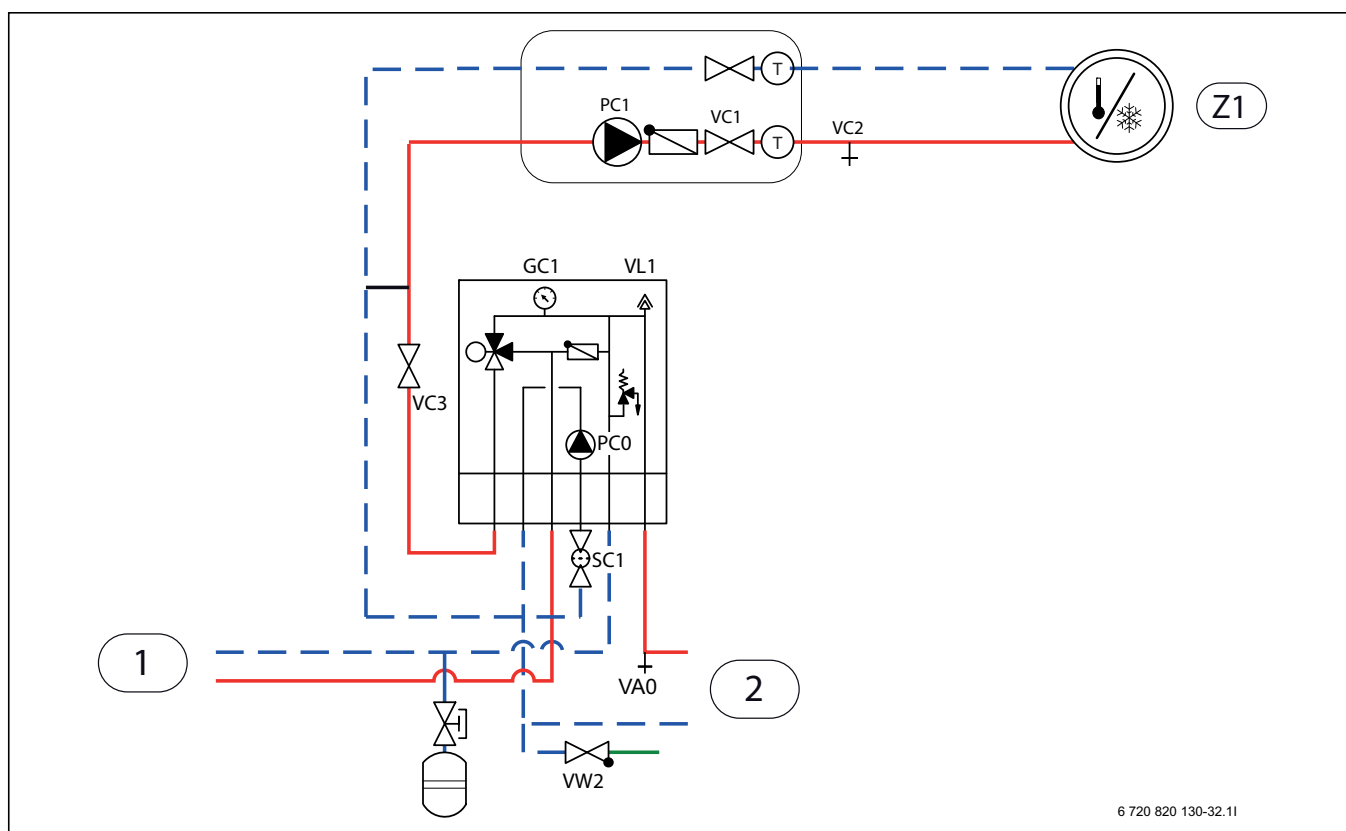 T
PC1
VC1
T
VC2
Z1
GC1
VL1
VC3
PC0
SC1
1
VA0
2
VW2
6 720 820 130-32.1I